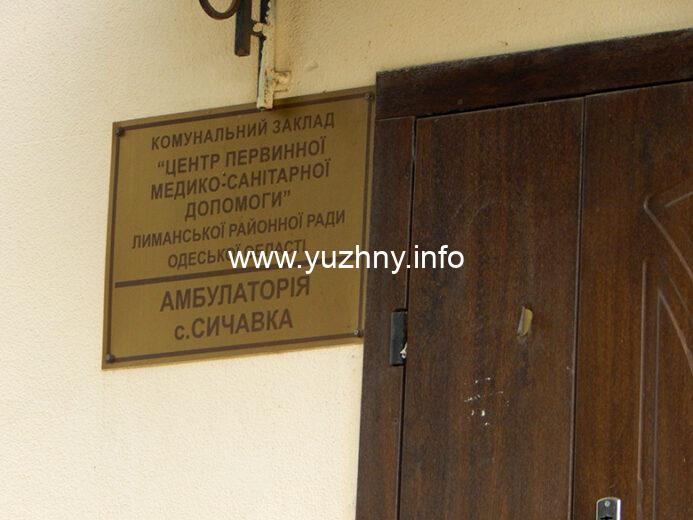 КОМУНАЛЬНИЙ ЗАКЛАД
"ЦЕНТР ПЕРВИННОЇ
МЕДИКО-САНІТАРНОЇ
ДОПОМОГИ"
ЛИМАНСЬКОЇ РАЙОННОЇ РАДИ
ОДЕСЬКОЇ ОБЛАСТІ
www.yuzhny.info
АМБУЛАТОРІЯ
с.СИЧАВКА